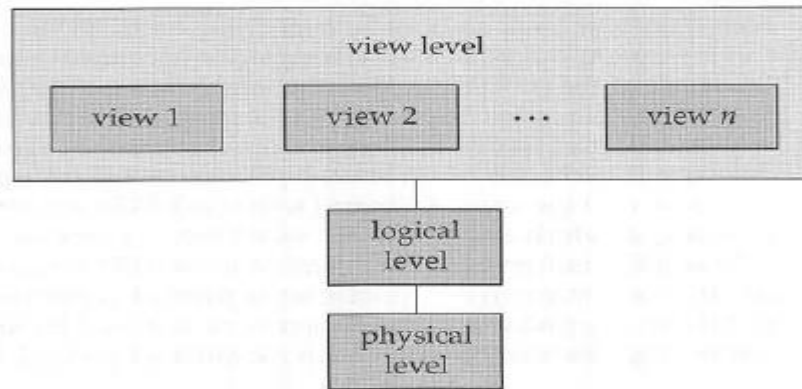 view level
view 1
view 2
...
view n
logical
level
physical
level